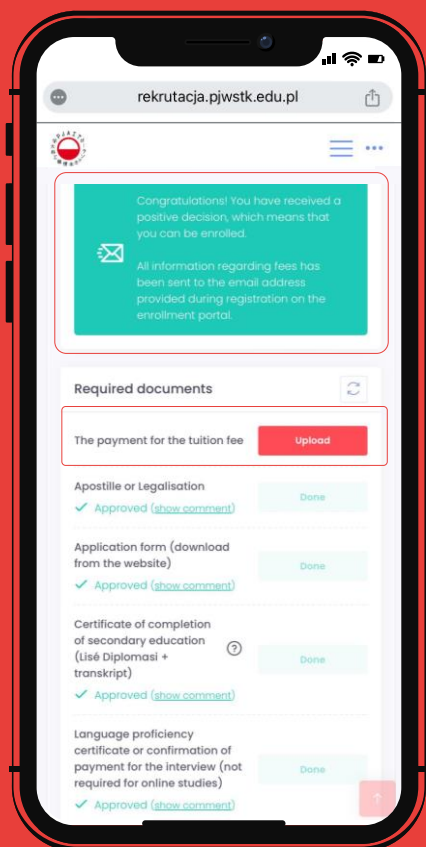 rekrutacja.pjwstk.edu.pl
Congratulations! You have received a
positive decision, which means that
you can be enrolled.
All information regarding fees has
been sent to the email address
provided during registration on the
enrollment portal.
Required documents
The payment for the tuition fee
Upload
Apostille or Legalisation
Done
Approved (show comment)
Application form (download
from the website)
Done
Approved (show comment)
Certificate of completion
of secondary education
(Lisé Diplomasi +
transkript)
?
Done
Approved (show comment)
Language proficiency
certificate or confirmation of
payment for the interview (not
required for online studies)
Done
Approved (show comment)